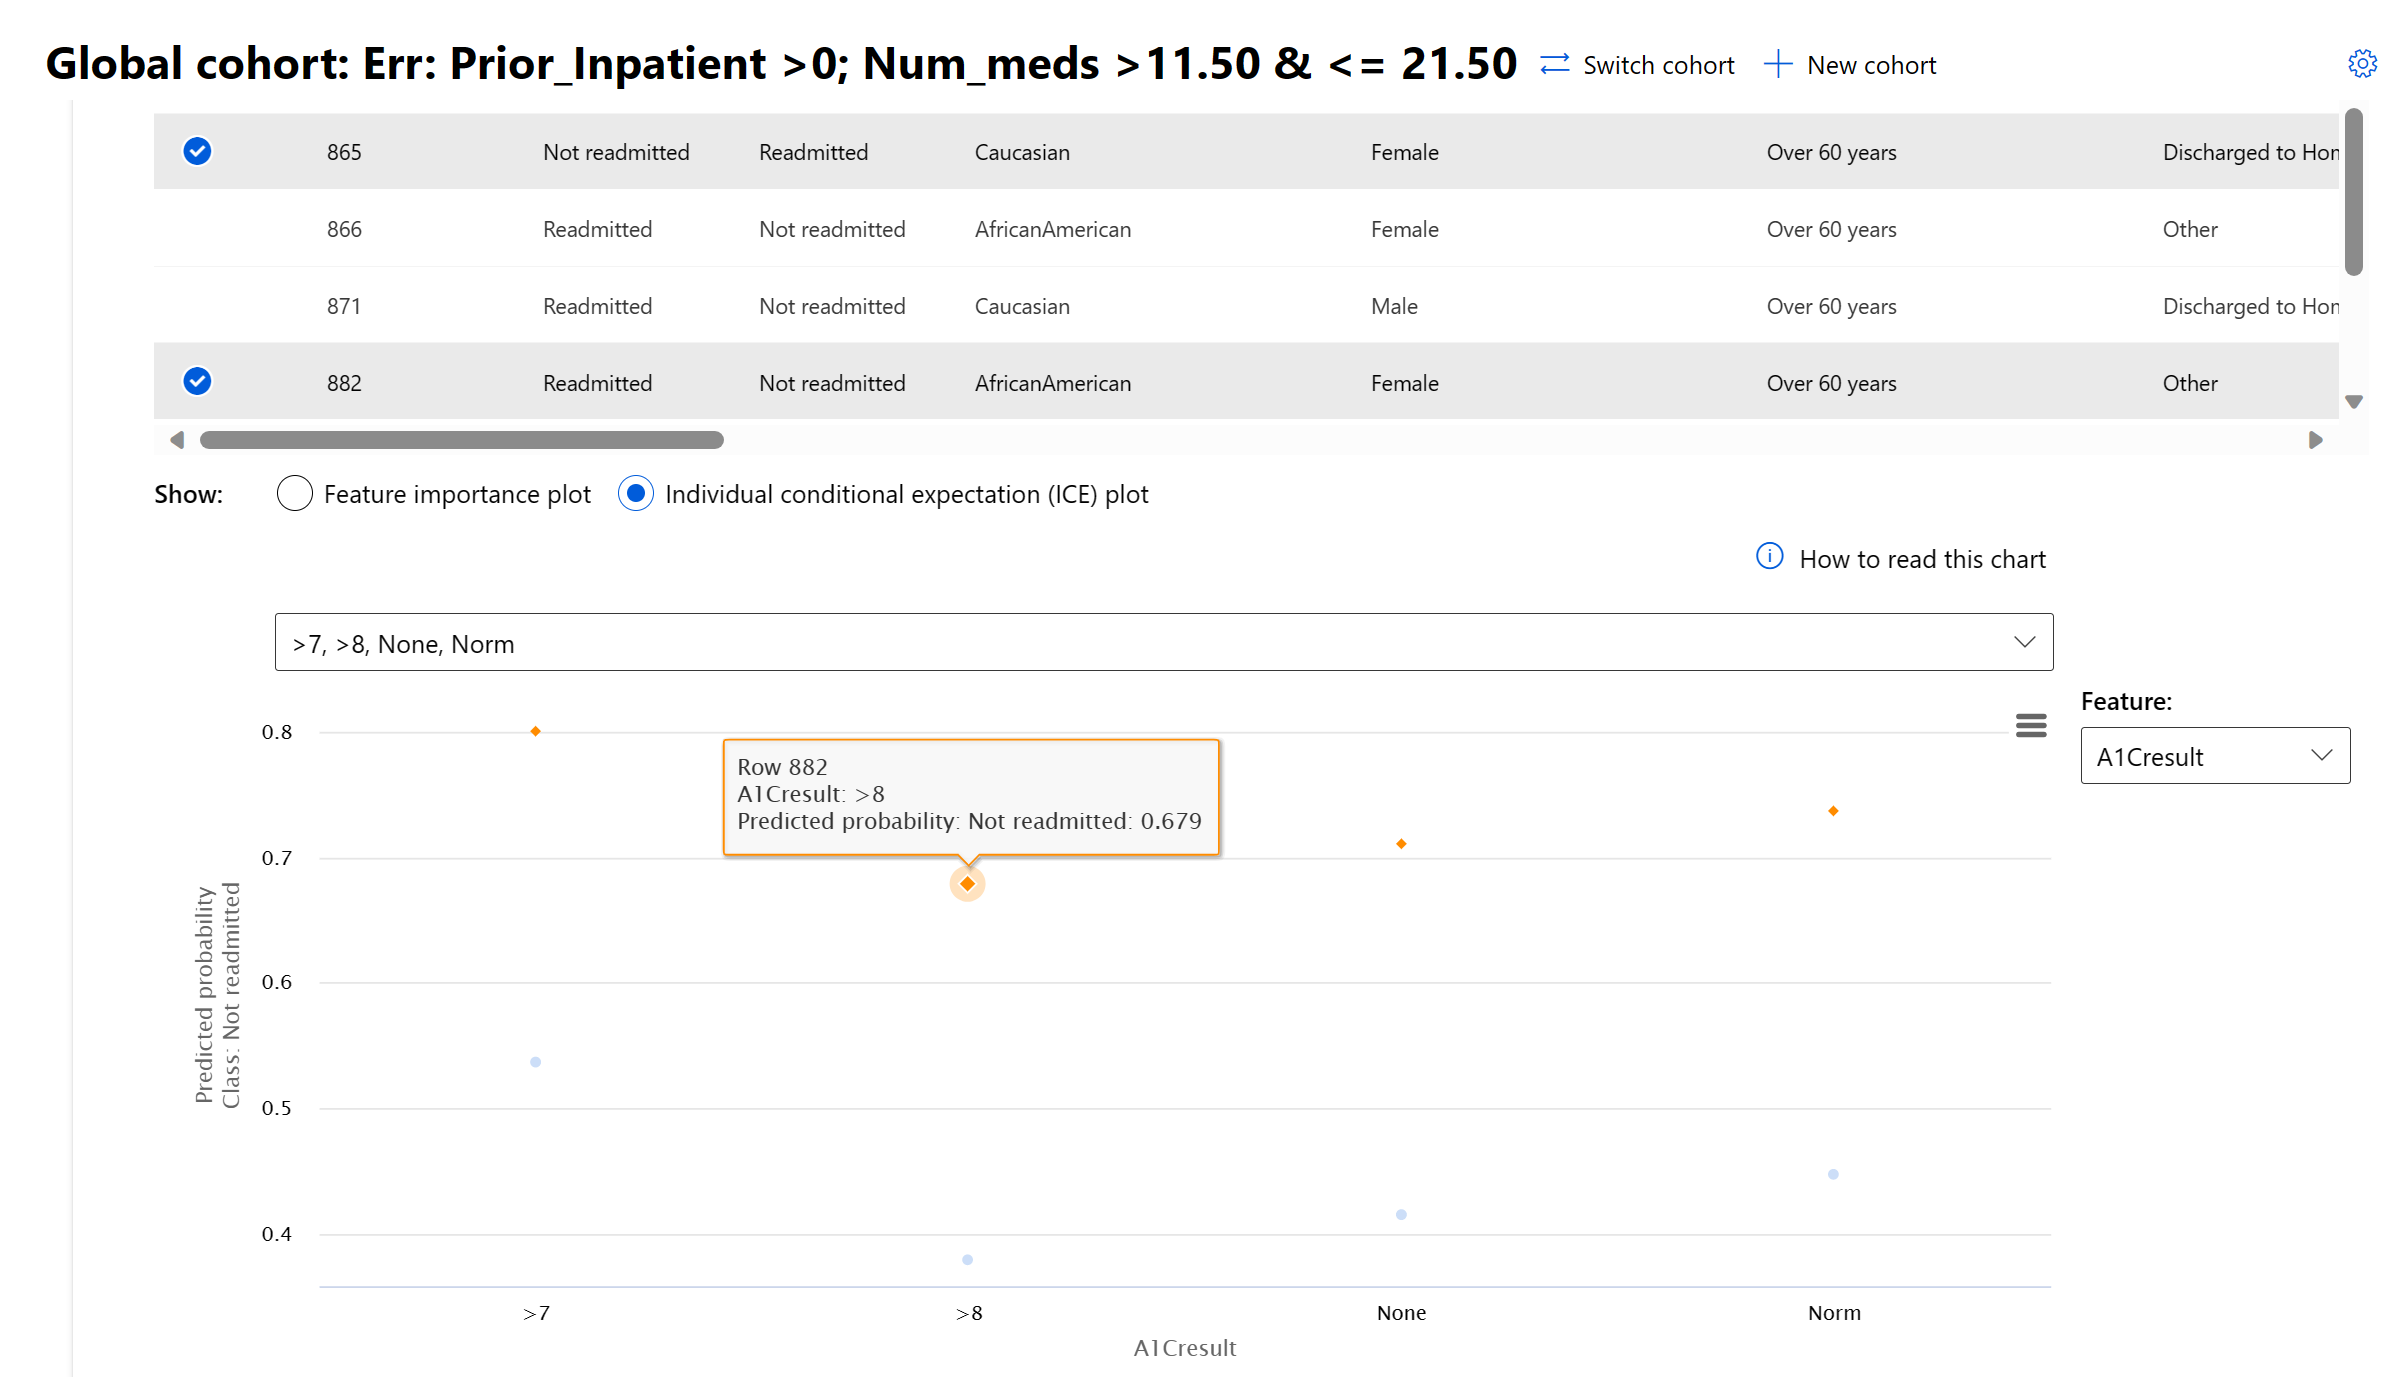 Global cohort: Err: Prior_Inpatient >0; Num_meds >11.50 & <= 21.50 Switch cohort New cohort
865 Not readmitted Readmitted Caucasian Female Over 60 years Discharged to Hon
866 Readmitted Not readmitted AfricanAmerican Female Over 60 years Other
871 Readmitted Not readmitted Caucasian Male Over 60 years Discharged to Hon
882 Readmitted Not readmitted AfricanAmerican Female Over 60 years Other
Show: Feature importance plot Individual conditional expectation (ICE) plot
How to read this chart
>7, >8, None, Norm
Feature:
A1Cresult
0.8
0.7
0.6
0.5
0.4
Predicted probability
Class: Not readmitted
Row 882
A1Cresult: >8
Predicted probability: Not readmitted: 0.679
>7 >8 None Norm
A1Cresult